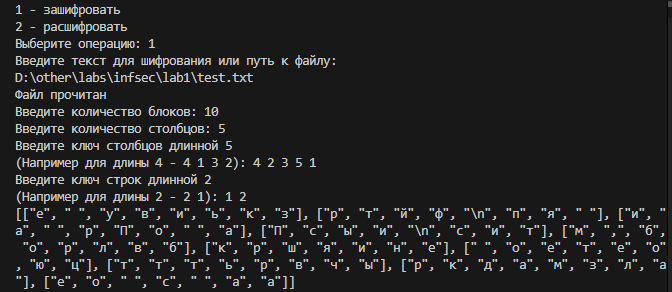 1 - зашифровать
2 - расшифровать
Выберите операцию: 1
Введите текст для шифрования или путь к файлу:
D:\other\labs\infsec\lab1\test.txt
Файл прочитан
Введите количество блоков: 10
Введите количество столбцов: 5
Введите ключ столбцов длинной 5
(Например для длины 4 - 4 1 3 2): 4 2 3 5 1
Введите ключ строк длинной 2
(Например для длины 2 - 2 1): 1 2
[["е", " ", "у", "в", "и", "ь", "к", "з"], ["р", "т", "й", "ф", "\n", "п", "я", " "], ["и", "
а", " ", "р", "П", "о", " ", "а"], ["П", "с", "ы", "и", "\n", "с", "и", "т"], ["м", ",", "б",
"о", "р", "л", "в", "б"], ["к", "р", "ш", "я", "и", "н", "е"], [" ", "о", "е", "т", "е", "о"
, "ю", "ц"], ["т", "т", "т", "ь", "р", "в", "ч", "ы"], ["р", "к", "д", "а", "м", "з", "л", "а"
], ["е", "о", " ", "с", " ", "а", "а"]]